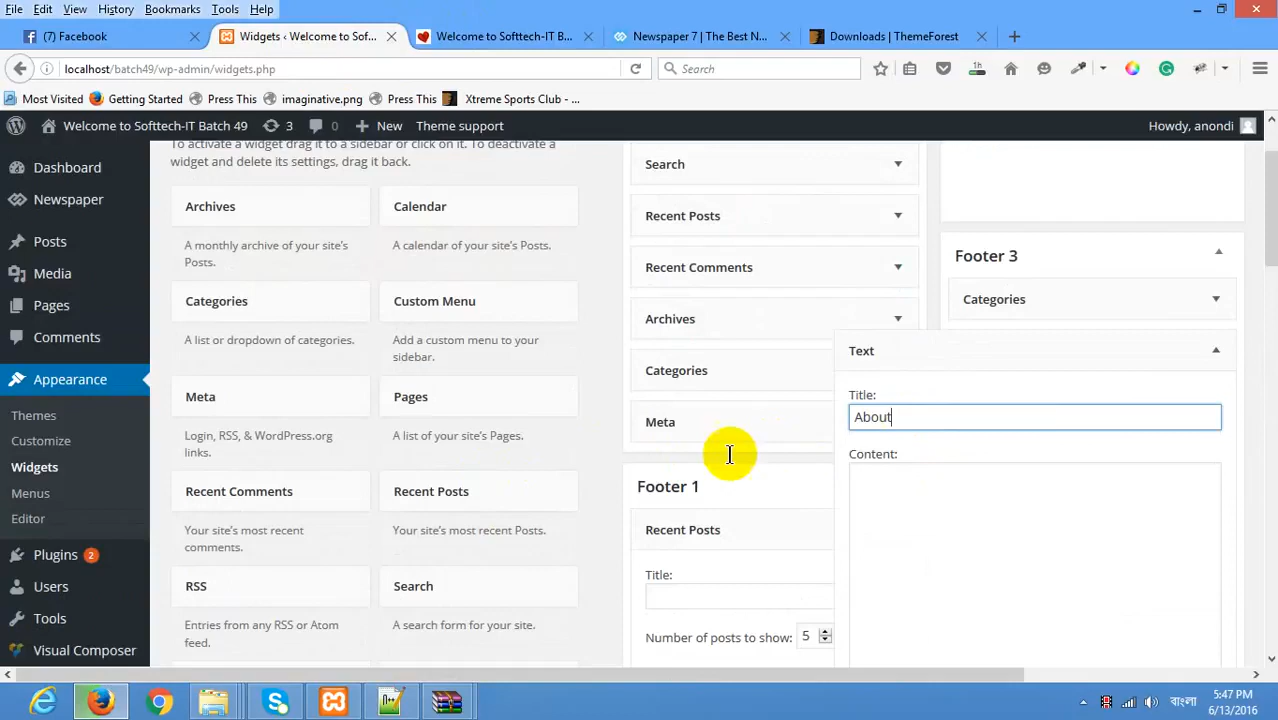 File Edit View History Bookmarks Tools Help
(7) Facebook
Widgets ‹ Welcome to Sof...
Welcome to Softtech-IT B...
Newspaper 7 | The Best N...
Downloads | ThemeForest
localhost/batch49/wp-admin/widgets.php
Search
1h
Most Visited Getting Started Press This imaginative.png Press This Xtreme Sports Club - ...
Welcome to Softtech-IT Batch 49 3 0 New Theme support Howdy, anondi
Dashboard
Newspaper
Posts
Media
Pages
Comments
Appearance
Themes
Customize
Widgets
Menus
Editor
Plugins 2
Users
Tools
Visual Composer
To activate a widget drag it to a sidebar or click on it. To deactivate a
widget and delete its settings, drag it back.
Archives
A monthly archive of your site's
Posts.
Calendar
A calendar of your site's Posts.
Categories
A list or dropdown of categories.
Custom Menu
Add a custom menu to your
sidebar.
Meta
Login, RSS, & WordPress.org
links.
Pages
A list of your site's Pages.
Recent Comments
Your site's most recent
comments.
Recent Posts
Your site's most recent Posts.
RSS
Entries from any RSS or Atom
feed.
Search
A search form for your site.
Search
Recent Posts
Recent Comments
Archives
Categories
Meta
Footer 1
Recent Posts
Title:
Number of posts to show: 5
Footer 3
Categories
Text
Title:
About
Content:
N++
বাংলা
5:47 PM
6/13/2016